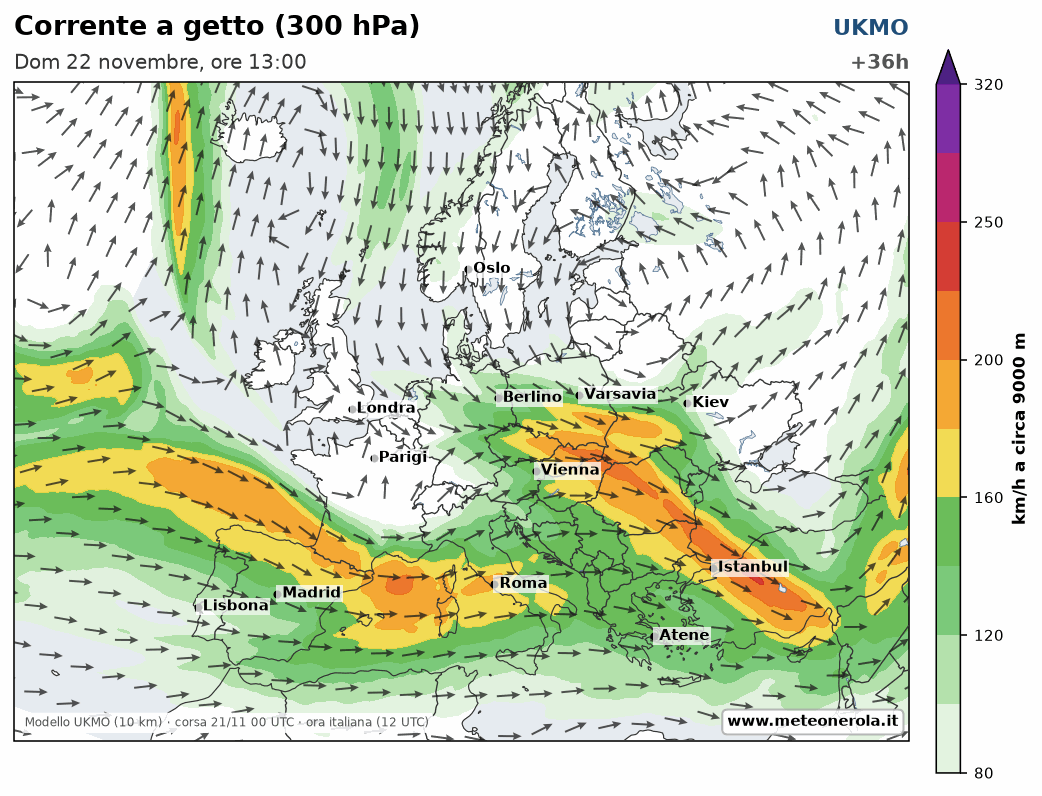 Corrente a getto (300 hPa)
UKMO
Dom 22 novembre, ore 13:00
+36h
320
250
200
160
120
80
km/h a circa 9000 m
Oslo
Berlino
Varsavia
Kiev
Londra
Parigi
Vienna
Istanbul
Roma
Madrid
Lisbona
Atene
Modello UKMO (10 km) · corsa 21/11 00 UTC · ora italiana (12 UTC)
www.meteonerola.it